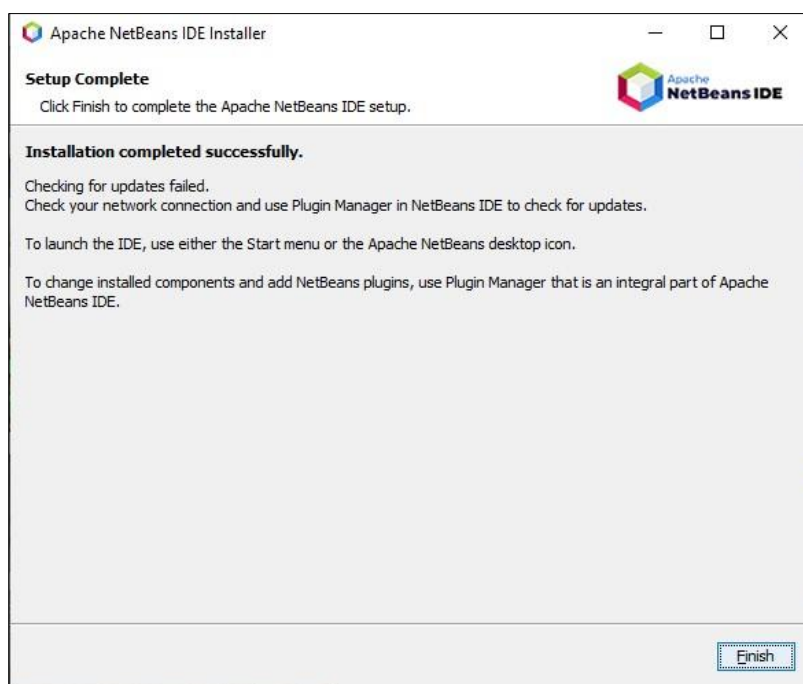 Apache NetBeans IDE Installer
Setup Complete
Click Finish to complete the Apache NetBeans IDE setup.
Apache
NetBeans IDE
Installation completed successfully.
Checking for updates failed.
Check your network connection and use Plugin Manager in NetBeans IDE to check for updates.
To launch the IDE, use either the Start menu or the Apache NetBeans desktop icon.
To change installed components and add NetBeans plugins, use Plugin Manager that is an integral part of Apache
NetBeans IDE.
Finish